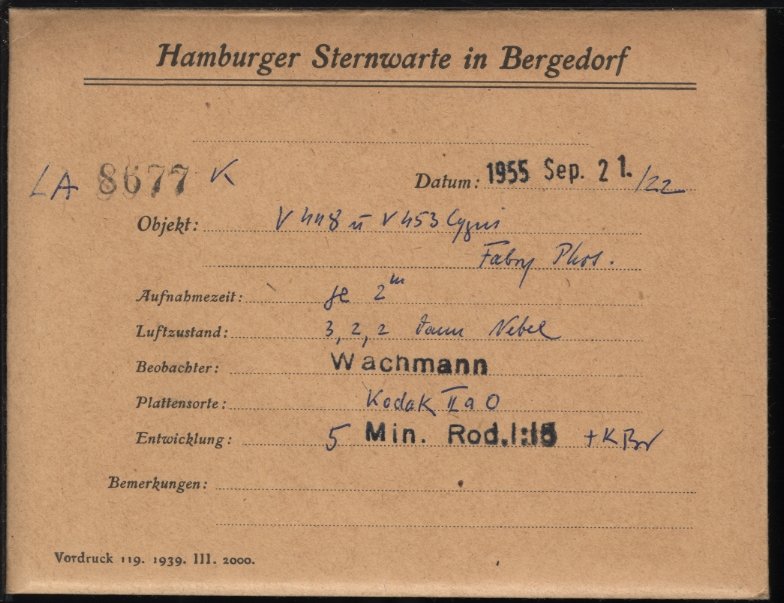 Hamburger Sternwarte in Bergedorf
LA 8677 K
Datum: 1955 Sep. 21./22
Objekt: V 448 u V 453 Cygni
Fabry Phot.
Aufnahmezeit: je 2m
Luftzustand: 3, 2, 2 dann Nebel
Beobachter: Wachmann
Plattensorte: Kodak II a O
Entwicklung: 5 Min. Rod. 1:15 + K Br
Bemerkungen:
Vordruck 119. 1939. III. 2000.